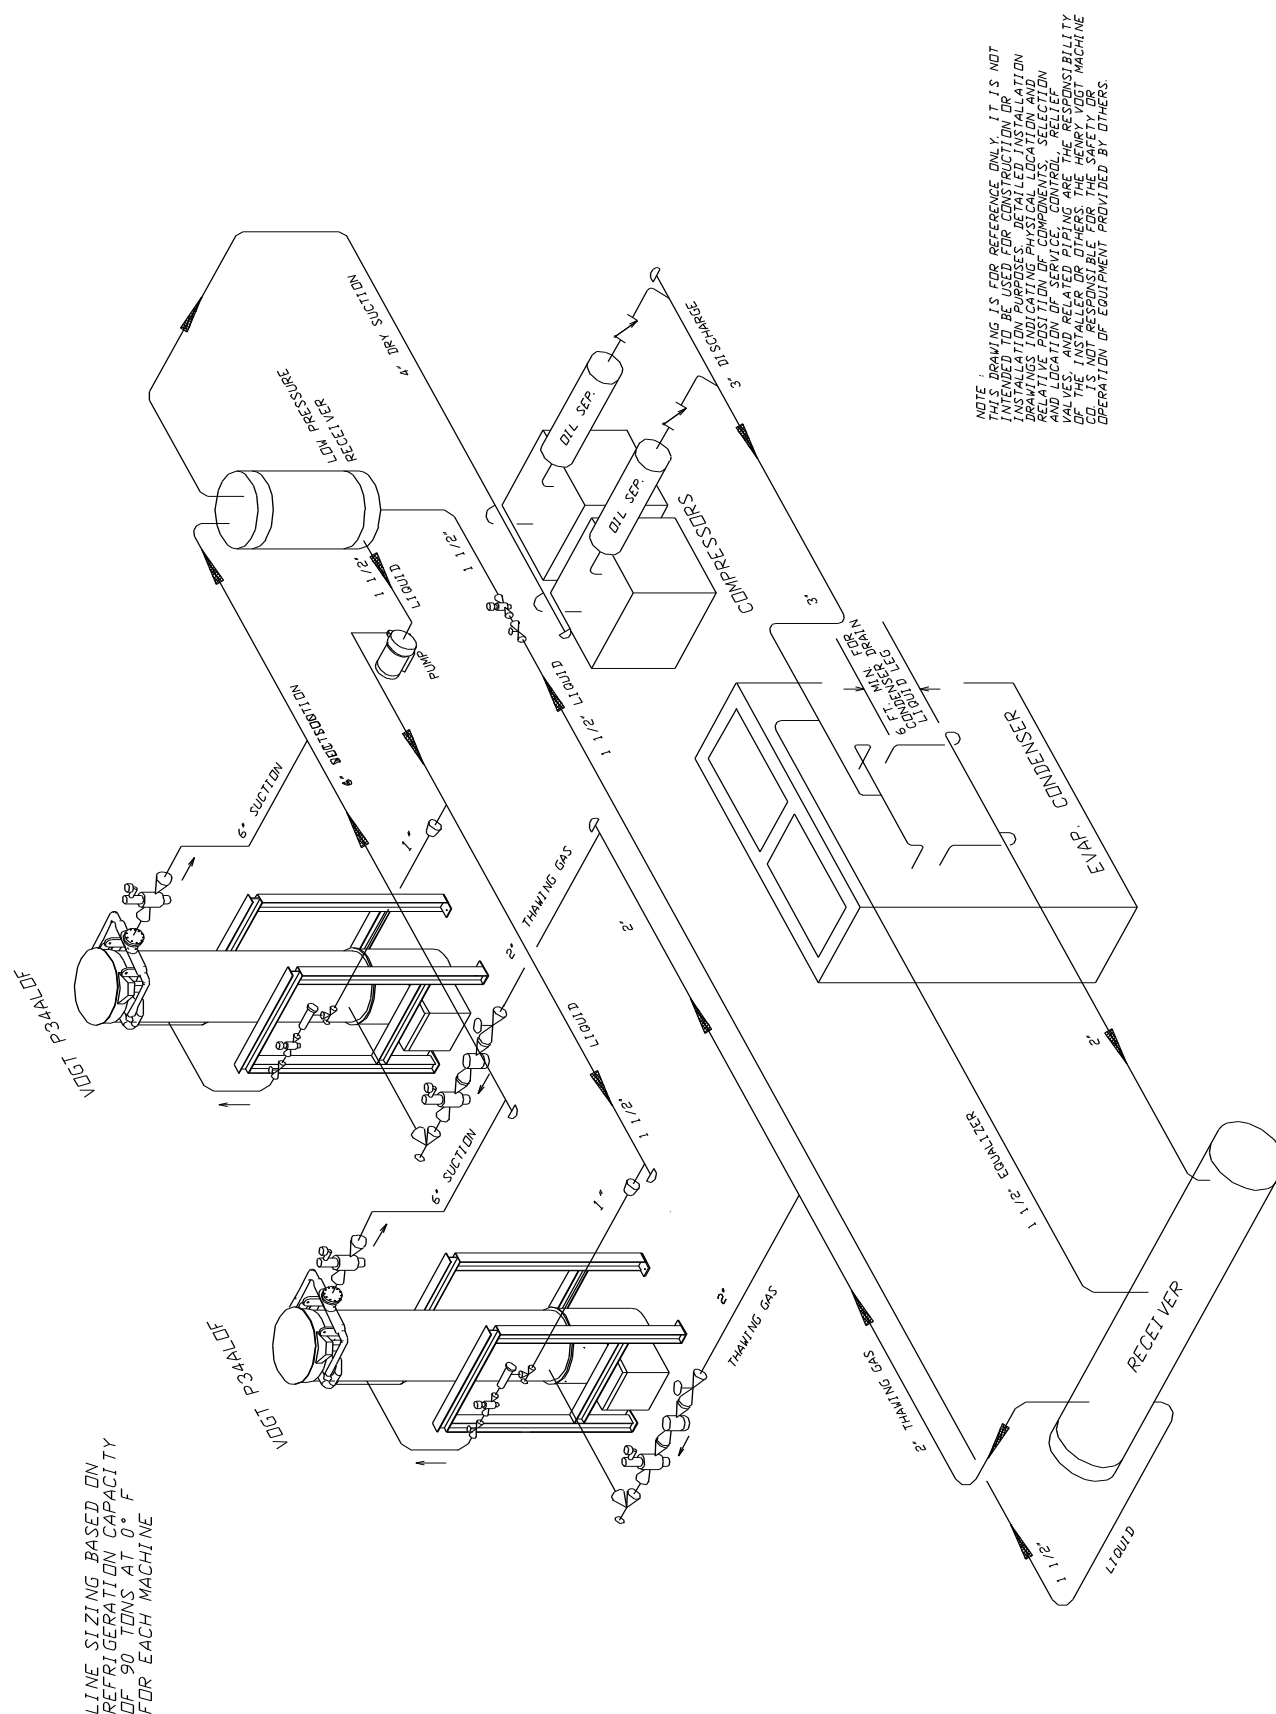 LINE SIZING BASED ON
REFRIGERATION CAPACITY
OF 90 TONS AT 0° F
FOR EACH MACHINE
VOGT P34ALOF
VOGT P34ALOF
6" SUCTION
6" SUCTION
LOW PRESSURE
RECEIVER
4" DRY SUCTION
1 1/2"
LIQUID
PUMP
1 1/2"
1"
1"
2"
THAWING GAS
LIQUID
1 1/2"
1 1/2" LIQUID
1 1/2"
2"
2"
THAWING GAS
2" THAWING GAS
OIL SEP.
OIL SEP.
COMPRESSORS
3" DISCHARGE
3"
6 FT. MIN. FOR
CONDENSER DRAIN
LIQUID LEG
EVAP. CONDENSER
2"
1 1/2" EQUALIZER
RECEIVER
1 1/2"
LIQUID
NOTE :
THIS DRAWING IS FOR REFERENCE ONLY. IT IS NOT
INTENDED TO BE USED FOR CONSTRUCTION OR
INSTALLATION PURPOSES. DETAILED INSTALLATION
DRAWINGS INDICATING PHYSICAL LOCATION AND
RELATIVE POSITION OF COMPONENTS, SELECTION
AND LOCATION OF SERVICE, CONTROL, RELIEF
VALVES, AND RELATED PIPING ARE THE RESPONSIBILITY
OF THE INSTALLER OR OTHERS. THE HENRY VOGT MACHINE
CO. IS NOT RESPONSIBLE FOR THE SAFETY OR
OPERATION OF EQUIPMENT PROVIDED BY OTHERS.